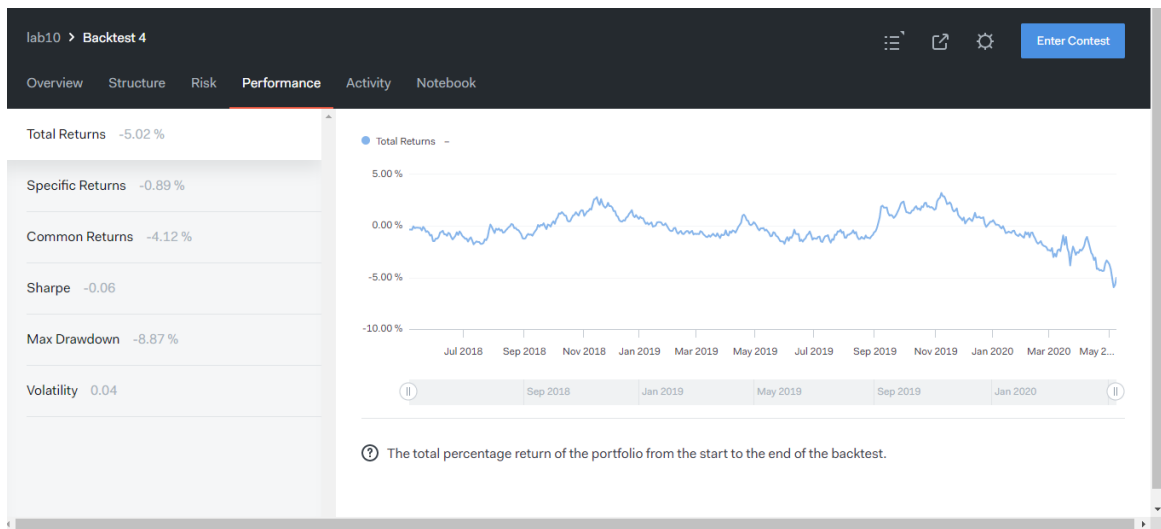 lab10 > Backtest 4
Enter Contest
Overview Structure Risk Performance Activity Notebook
Total Returns -5.02 %
Specific Returns -0.89 %
Common Returns -4.12 %
Sharpe -0.06
Max Drawdown -8.87 %
Volatility 0.04
Total Returns –
5.00 %
0.00 %
-5.00 %
-10.00 %
Jul 2018 Sep 2018 Nov 2018 Jan 2019 Mar 2019 May 2019 Jul 2019 Sep 2019 Nov 2019 Jan 2020 Mar 2020 May 2...
Sep 2018 Jan 2019 May 2019 Sep 2019 Jan 2020
? The total percentage return of the portfolio from the start to the end of the backtest.